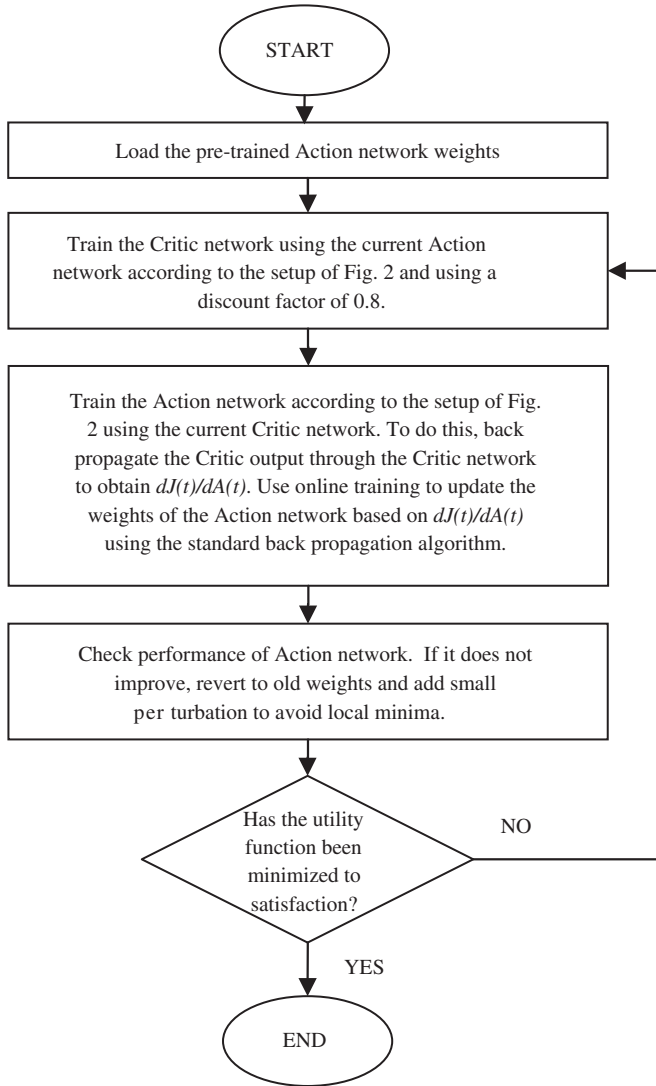 START
Load the pre-trained Action network weights
Train the Critic network using the current Action
network according to the setup of Fig. 2 and using a
discount factor of 0.8.
Train the Action network according to the setup of Fig.
2 using the current Critic network. To do this, back
propagate the Critic output through the Critic network
to obtain dJ(t)/dA(t). Use online training to update the
weights of the Action network based on dJ(t)/dA(t)
using the standard back propagation algorithm.
Check performance of Action network. If it does not
improve, revert to old weights and add small
per turbation to avoid local minima.
Has the utility
function been
minimized to
satisfaction?
NO
YES
END